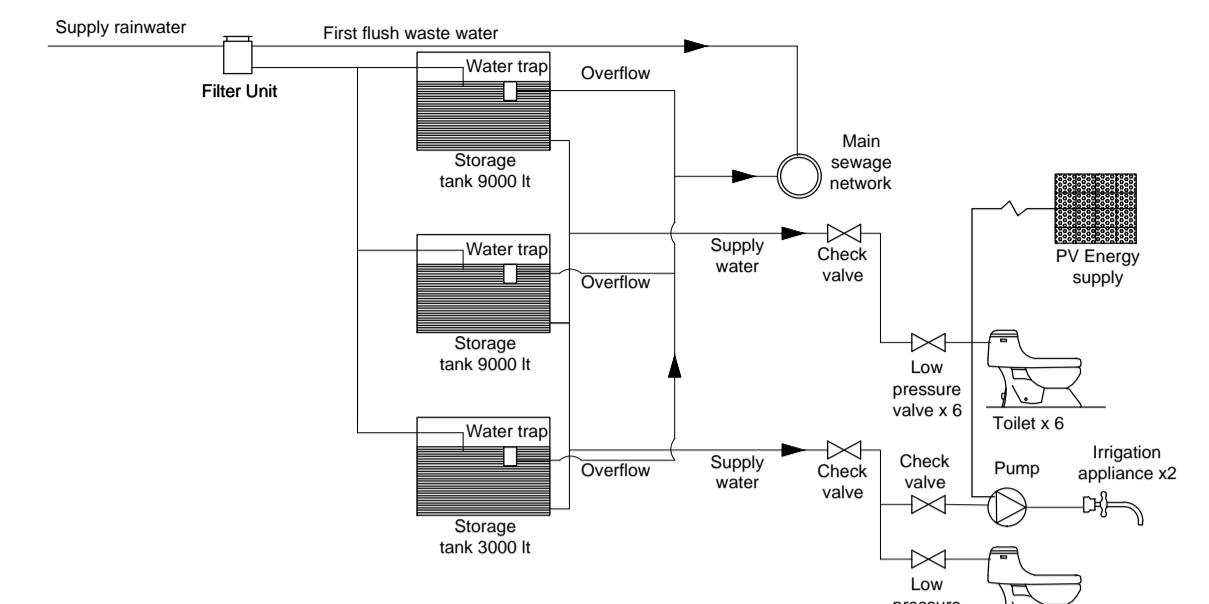 Supply rainwater
First flush waste water
Filter Unit
Water trap
Overflow
Storage
tank 9000 lt
Main
sewage
network
Water trap
Overflow
Storage
tank 9000 lt
Supply
water
Check
valve
PV Energy
supply
Low
pressure
valve x 6
Toilet x 6
Water trap
Overflow
Storage
tank 3000 lt
Supply
water
Check
valve
Check
valve
Pump
Irrigation
appliance x2
Low
pressure